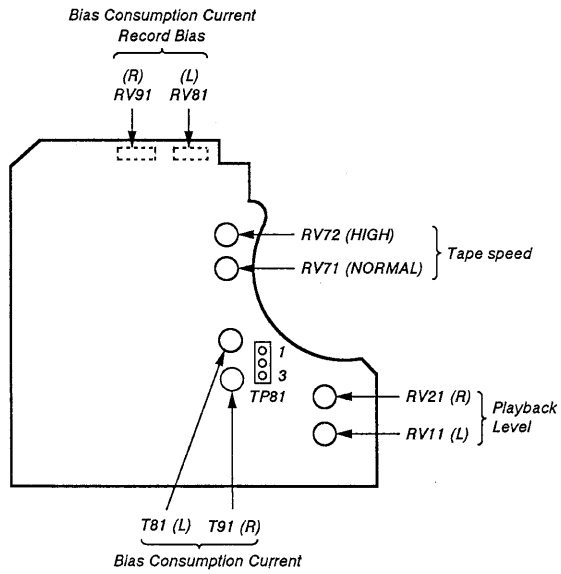 Bias Consumption Current
Record Bias
(R) (L)
RV91 RV81
RV72 (HIGH)
RV71 (NORMAL)
Tape speed
1
3
TP81
RV21 (R)
RV11 (L)
Playback
Level
T81 (L) T91 (R)
Bias Consumption Current